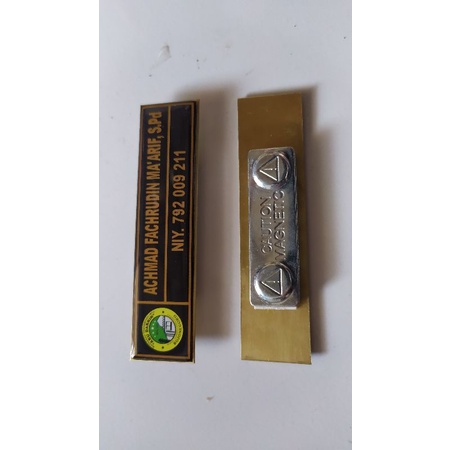 ACHMAD FACHRUDIN MA'ARIF, S.Pd
NIY. 792 009 211
CAUTION
MAGNETIC